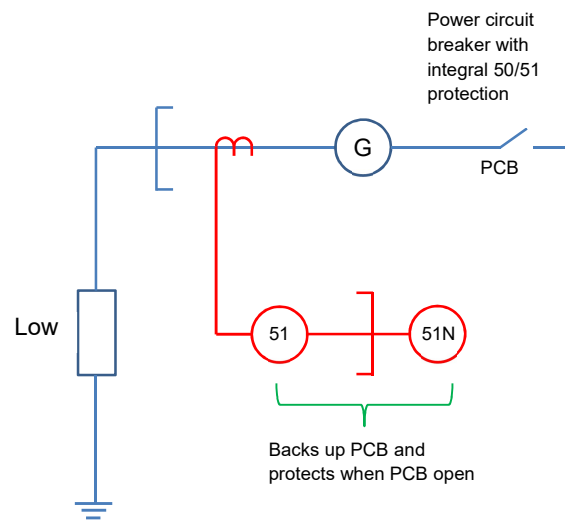 Power circuit
breaker with
integral 50/51
protection
G
PCB
Low
51
51N
Backs up PCB and
protects when PCB open